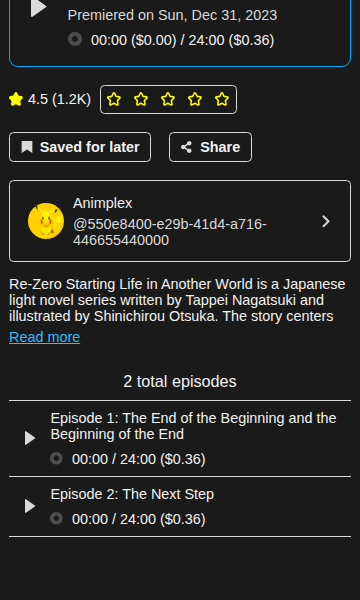 Premiered on Sun, Dec 31, 2023
00:00 ($0.00) / 24:00 ($0.36)
4.5 (1.2K)
Saved for later
Share
Animplex
@550e8400-e29b-41d4-a716-
446655440000
Re-Zero Starting Life in Another World is a Japanese
light novel series written by Tappei Nagatsuki and
illustrated by Shinichirou Otsuka. The story centers
Read more
2 total episodes
Episode 1: The End of the Beginning and the
Beginning of the End
00:00 / 24:00 ($0.36)
Episode 2: The Next Step
00:00 / 24:00 ($0.36)